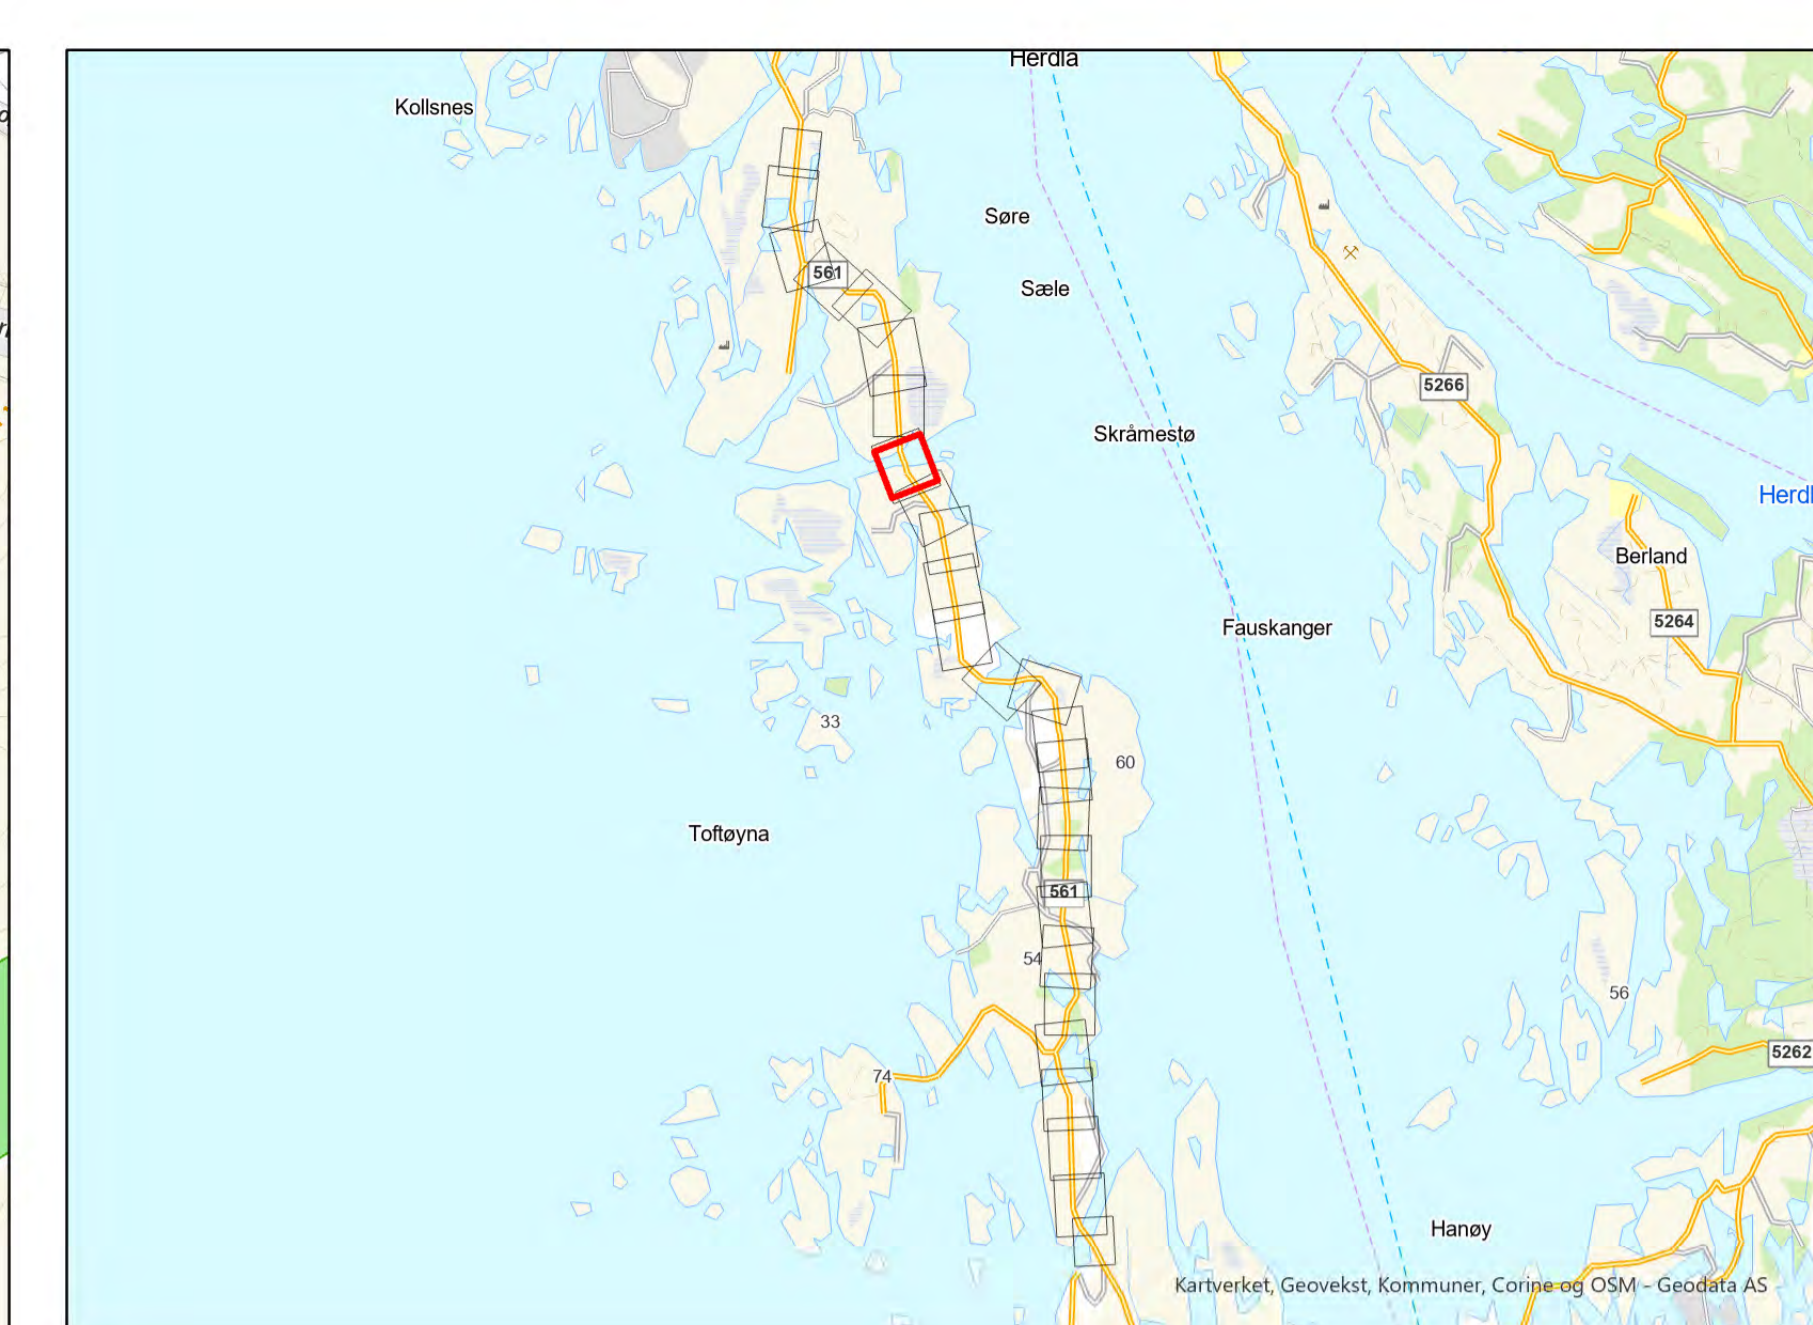 Herdla
Kollsnes
Søre
561
Sæle
5266
Skråmestø
Herdl
Berland
5264
Fauskanger
33
60
Toftøyna
561
54
56
5262
74
Hanøy
Kartverket, Geovekst, Kommuner, Corine og OSM - Geodata AS